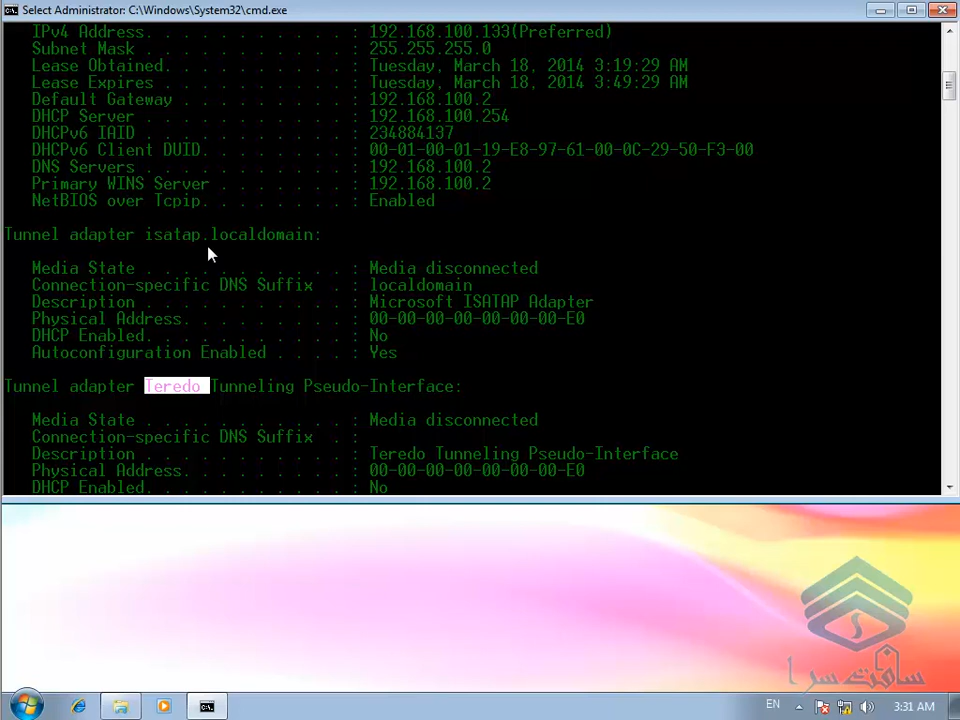 Select Administrator: C:\Windows\System32\cmd.exe
IPv4 Address. . . . . . . . . . . : 192.168.100.133(Preferred)
Subnet Mask . . . . . . . . . . . : 255.255.255.0
Lease Obtained. . . . . . . . . . : Tuesday, March 18, 2014 3:19:29 AM
Lease Expires . . . . . . . . . . : Tuesday, March 18, 2014 3:49:29 AM
Default Gateway . . . . . . . . . : 192.168.100.2
DHCP Server . . . . . . . . . . . : 192.168.100.254
DHCPv6 IAID . . . . . . . . . . . : 234884137
DHCPv6 Client DUID. . . . . . . . : 00-01-00-01-19-E8-97-61-00-0C-29-50-F3-00
DNS Servers . . . . . . . . . . . : 192.168.100.2
Primary WINS Server . . . . . . . : 192.168.100.2
NetBIOS over Tcpip. . . . . . . . : Enabled
Tunnel adapter isatap.localdomain:
Media State . . . . . . . . . . . : Media disconnected
Connection-specific DNS Suffix  . : localdomain
Description . . . . . . . . . . . : Microsoft ISATAP Adapter
Physical Address. . . . . . . . . : 00-00-00-00-00-00-00-E0
DHCP Enabled. . . . . . . . . . . : No
Autoconfiguration Enabled . . . . : Yes
Tunnel adapter Teredo Tunneling Pseudo-Interface:
Media State . . . . . . . . . . . : Media disconnected
Connection-specific DNS Suffix  . :
Description . . . . . . . . . . . : Teredo Tunneling Pseudo-Interface
Physical Address. . . . . . . . . : 00-00-00-00-00-00-00-E0
DHCP Enabled. . . . . . . . . . . : No
سافت سرا
EN
3:31 AM